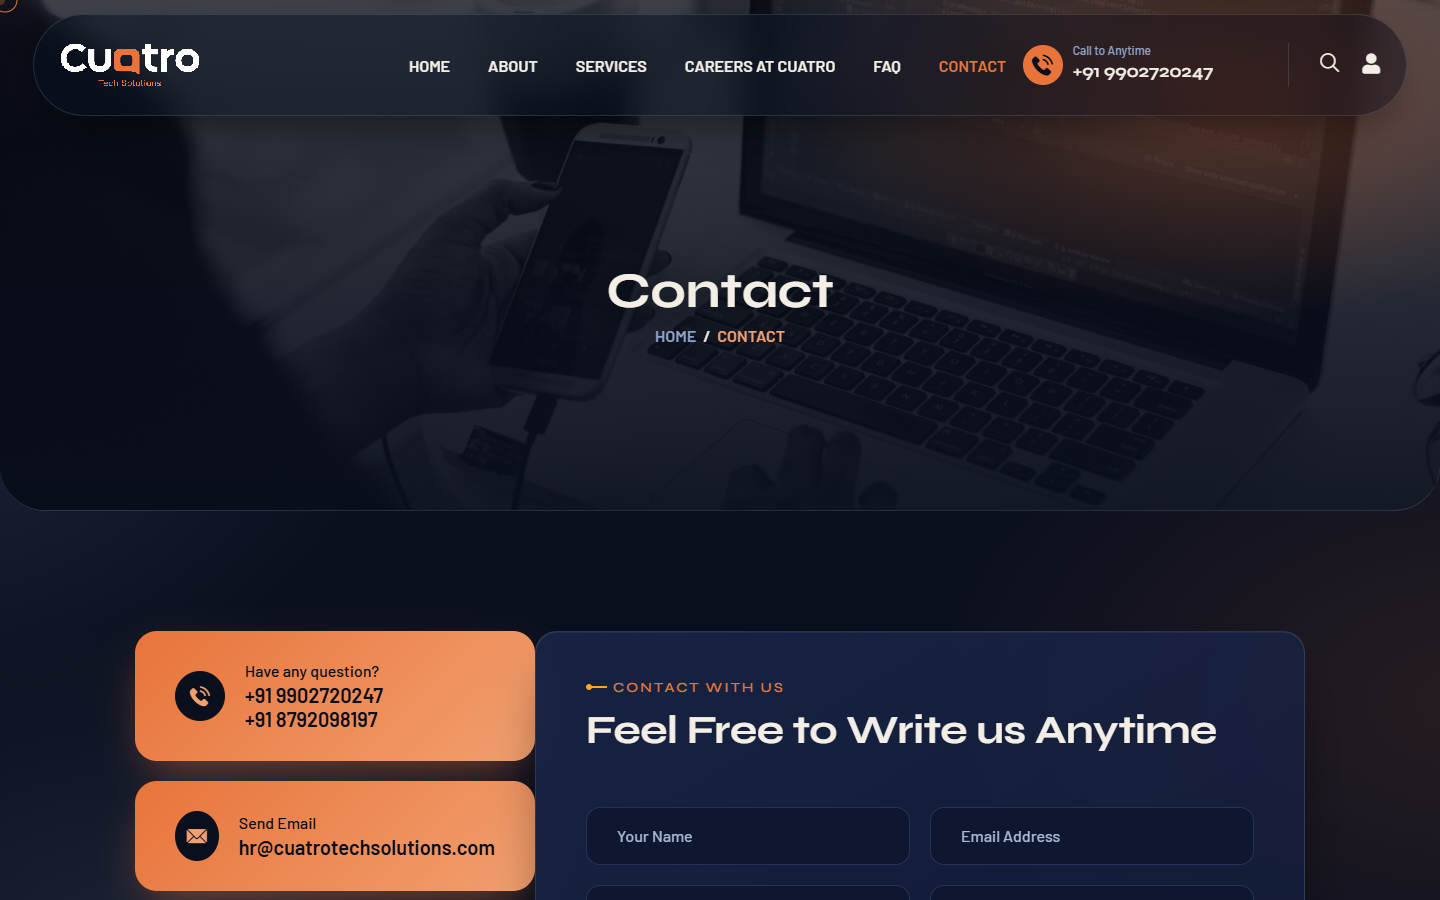 Cuatro
Tech Solutions
HOME
ABOUT
SERVICES
CAREERS AT CUATRO
FAQ
CONTACT
Call to Anytime
+91 9902720247
Contact
HOME / CONTACT
Have any question?
+91 9902720247
+91 8792098197
Send Email
hr@cuatrotechsolutions.com
CONTACT WITH US
Feel Free to Write us Anytime
Your Name
Email Address